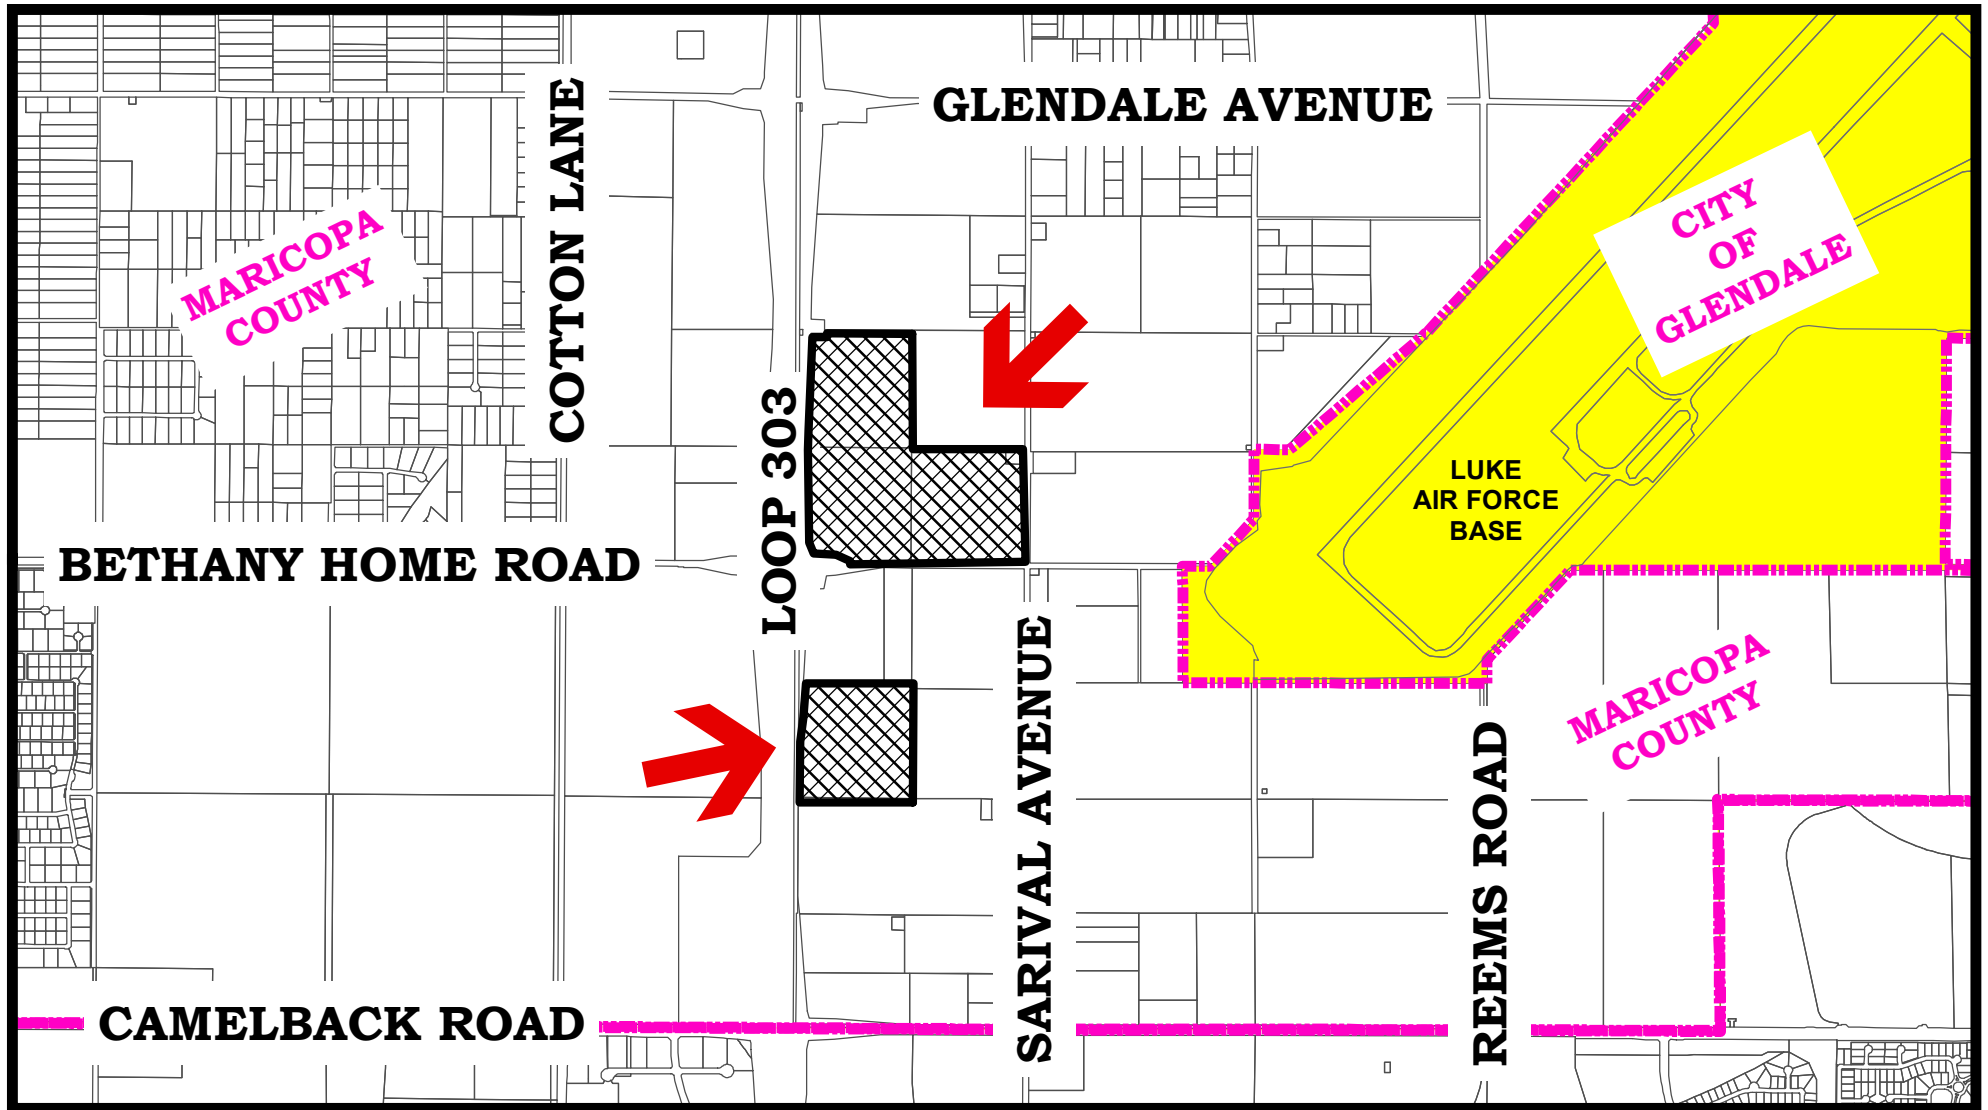 GLENDALE AVENUE
COTTON LANE
MARICOPA
COUNTY
CITY
OF
GLENDALE
LOOP 303
LUKE
AIR FORCE
BASE
BETHANY HOME ROAD
SARIVAL AVENUE
MARICOPA
COUNTY
REEMS ROAD
CAMELBACK ROAD